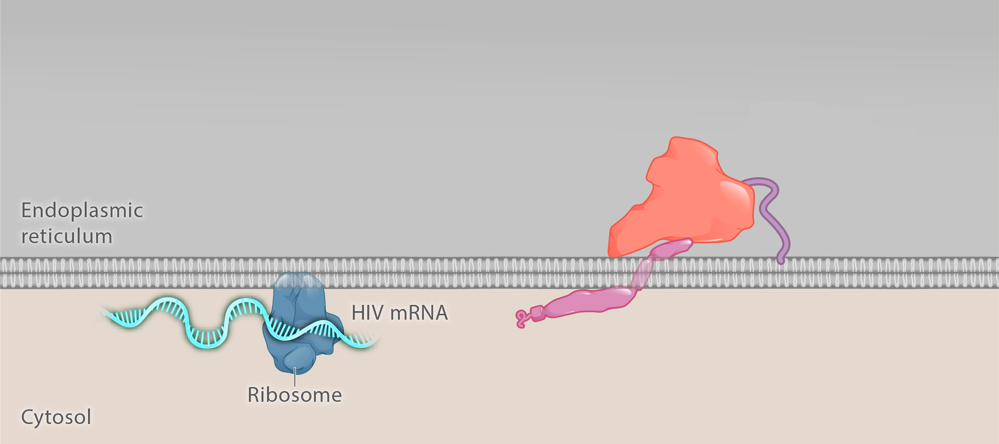 Endoplasmic
reticulum
HIV mRNA
Ribosome
Cytosol